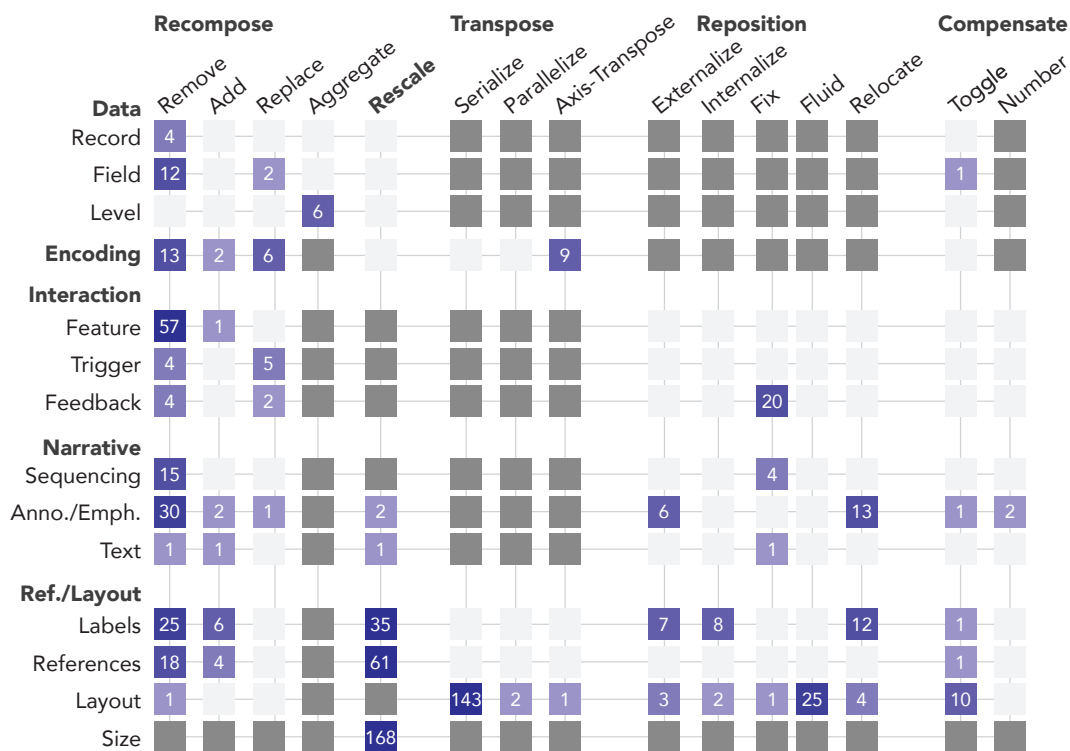 Recompose Transpose Reposition Compensate
Remove Add Replace Aggregate Rescale Serialize Parallelize Axis-Transpose Externalize Internalize Fix Fluid Relocate Toggle Number
Data
Record 4
Field 12 2 1
Level 6
Encoding 13 2 6 9
Interaction
Feature 57 1
Trigger 4 5
Feedback 4 2 20
Narrative
Sequencing 15 4
Anno./Emph. 30 2 1 2 6 13 1 2
Text 1 1 1 1
Ref./Layout
Labels 25 6 35 7 8 12 1
References 18 4 61 1
Layout 1 143 2 1 3 2 1 25 4 10
Size 168